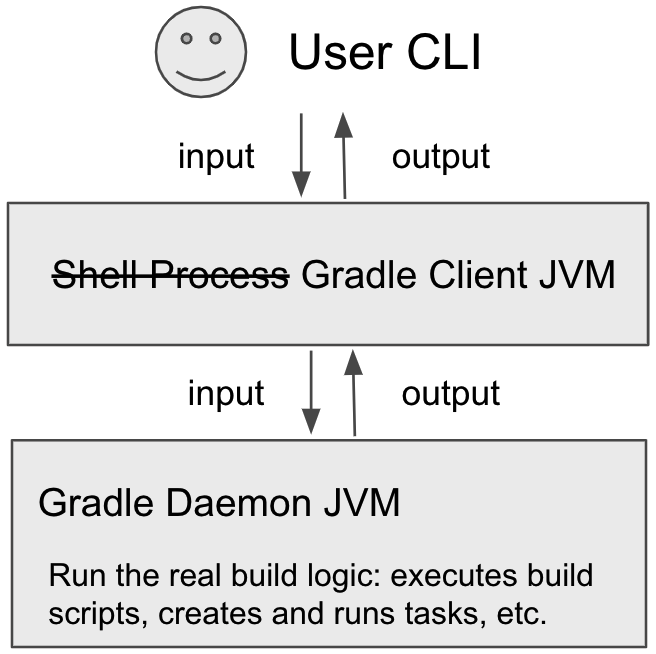 User CLI
input output
Shell Process Gradle Client JVM
input output
Gradle Daemon JVM
Run the real build logic: executes build
scripts, creates and runs tasks, etc.